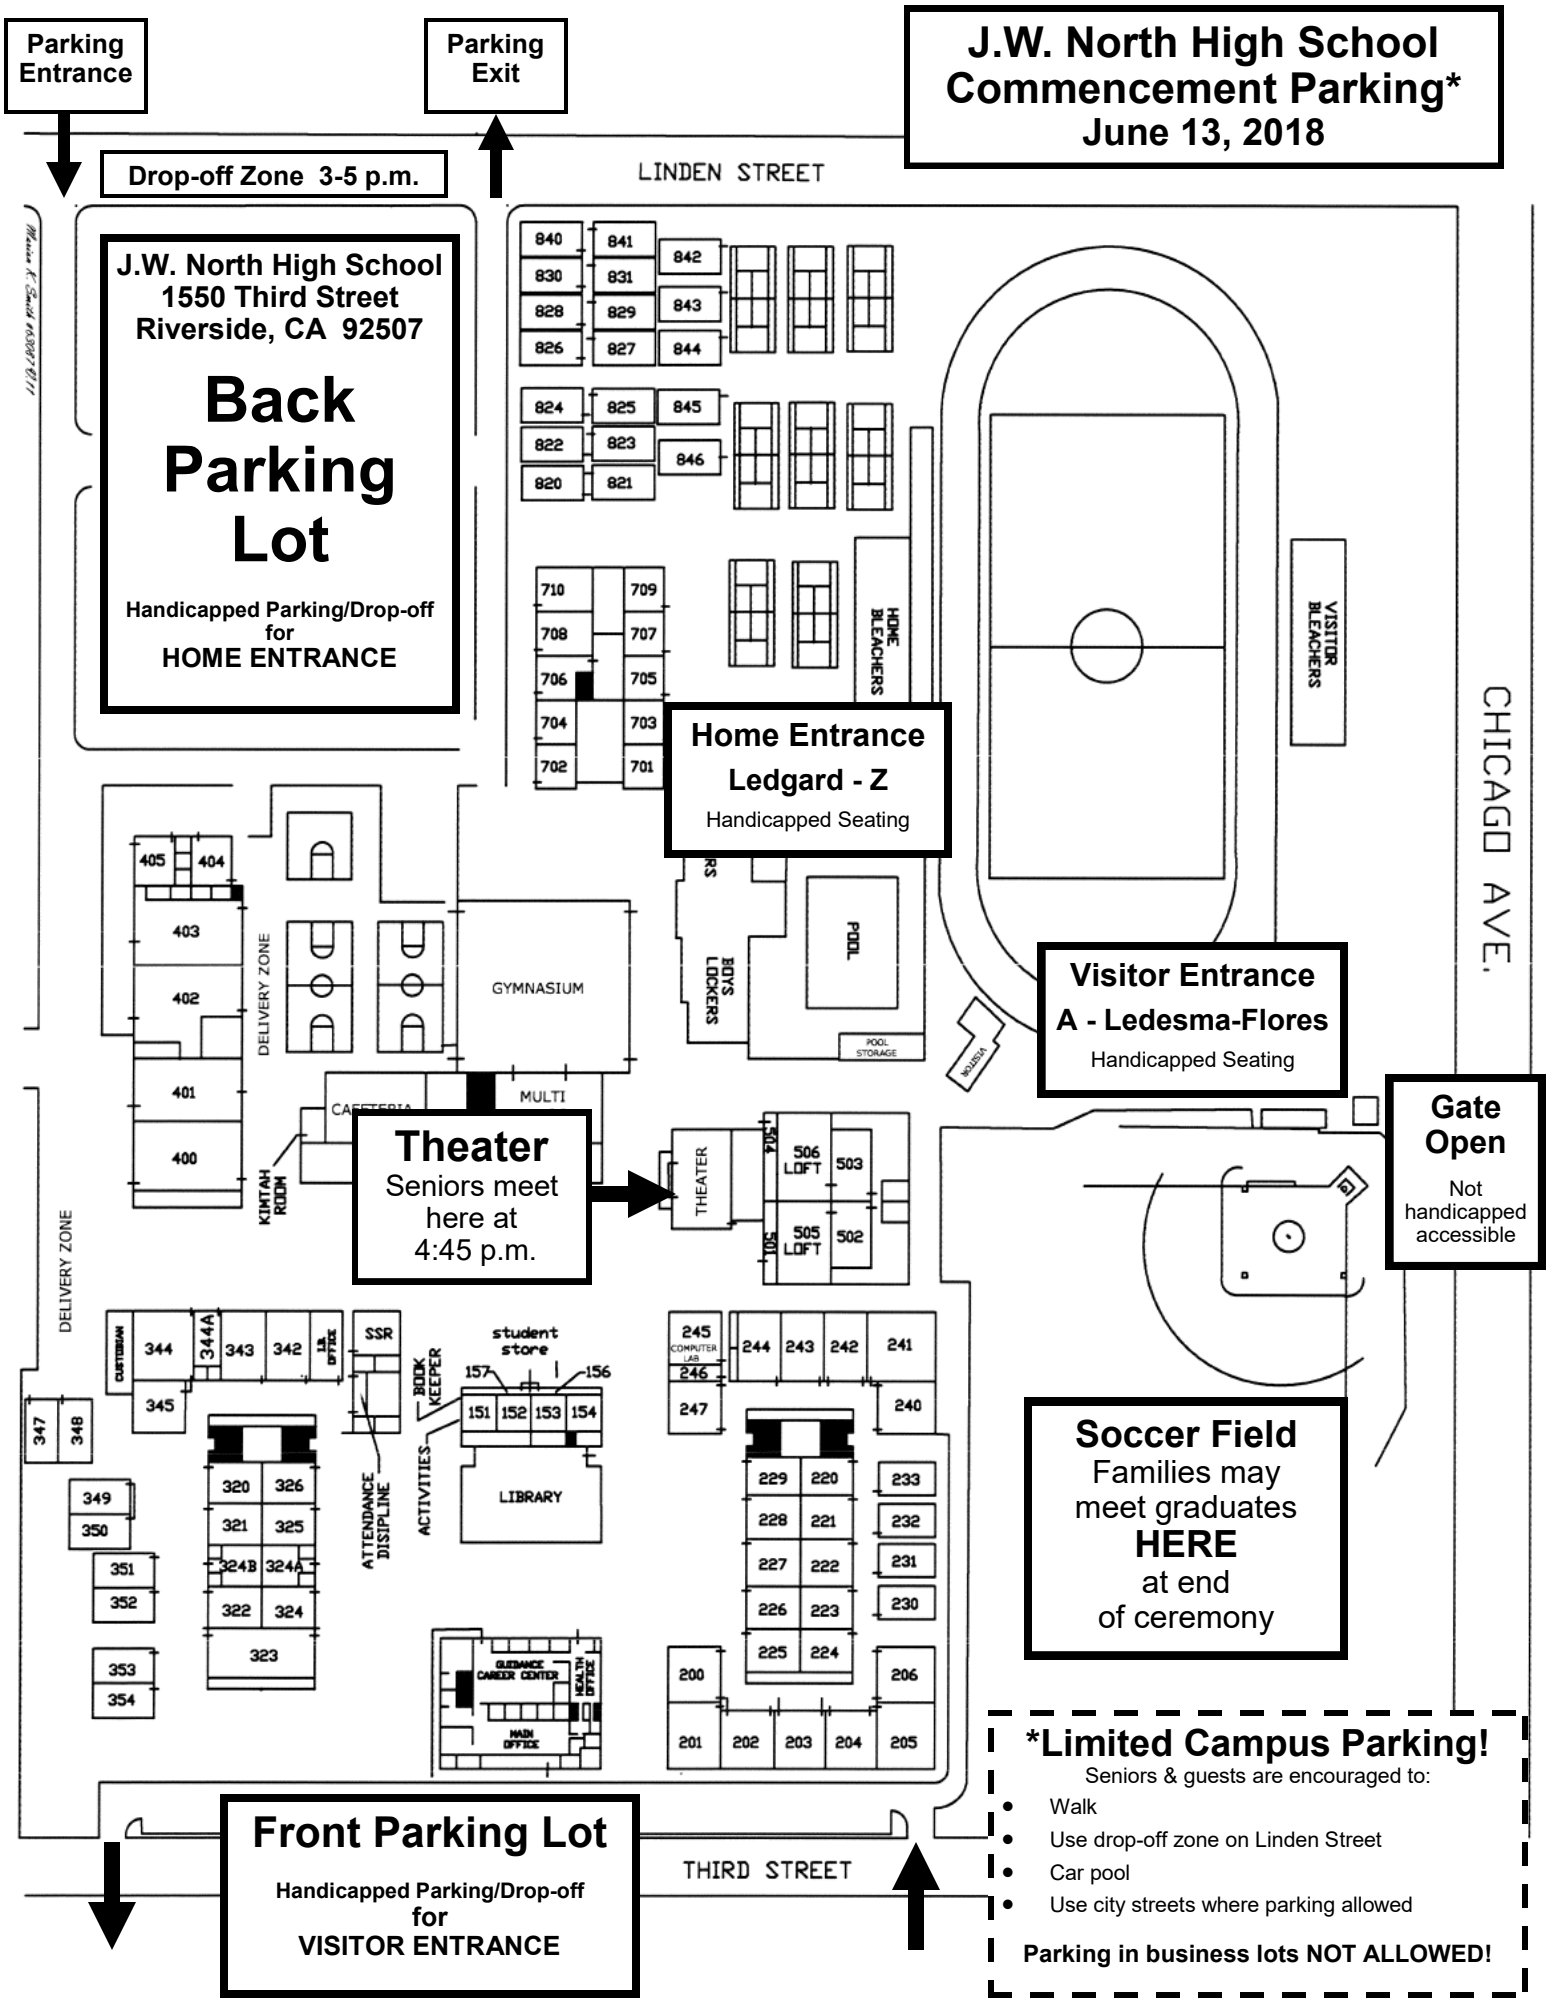 Parking
Entrance
Parking
Exit
J.W. North High School
Commencement Parking*
June 13, 2018
Drop-off Zone 3-5 p.m.
LINDEN STREET
J.W. North High School
1550 Third Street
Riverside, CA 92507
Back
Parking
Lot
Handicapped Parking/Drop-off
for
HOME ENTRANCE
840 841 842
830 831
828 829 843
826 827 844
824 825 845
822 823 846
820 821
710 709
708 707
706 705
704 703
702 701
HOME
BLEACHERS
VISITOR
BLEACHERS
CHICAGO AVE.
Home Entrance
Ledgard - Z
Handicapped Seating
RS
405 404
403
402
401
400
DELIVERY ZONE
GYMNASIUM
BOYS
LOCKERS
POOL
POOL
STORAGE
VISITOR
Visitor Entrance
A - Ledesma-Flores
Handicapped Seating
Gate
Open
Not
handicapped
accessible
CAFETERIA
MULTI
KIMTAH
ROOM
Theater
Seniors meet
here at
4:45 p.m.
THEATER
504
506
LOFT
503
501
505
LOFT
502
DELIVERY ZONE
CUSTODIAN
344 344A 343 342
I.B.
OFFICE
SSR
345
347 348
349
350
351
352
353
354
320 326
321 325
324B 324A
322 324
323
ATTENDANCE
DISIPLINE
ACTIVITIES
BOOK
KEEPER
student
store
157 156
151 152 153 154
LIBRARY
245
COMPUTER
LAB
246
247
244 243 242 241
240
229 220
228 221
227 222
226 223
225 224
233
232
231
230
200 206
201 202 203 204 205
GUIDANCE
CAREER CENTER
HEALTH
OFFICE
MAIN
OFFICE
Soccer Field
Families may
meet graduates
HERE
at end
of ceremony
Front Parking Lot
Handicapped Parking/Drop-off
for
VISITOR ENTRANCE
THIRD STREET
*Limited Campus Parking!
Seniors & guests are encouraged to:
• Walk
• Use drop-off zone on Linden Street
• Car pool
• Use city streets where parking allowed
Parking in business lots NOT ALLOWED!